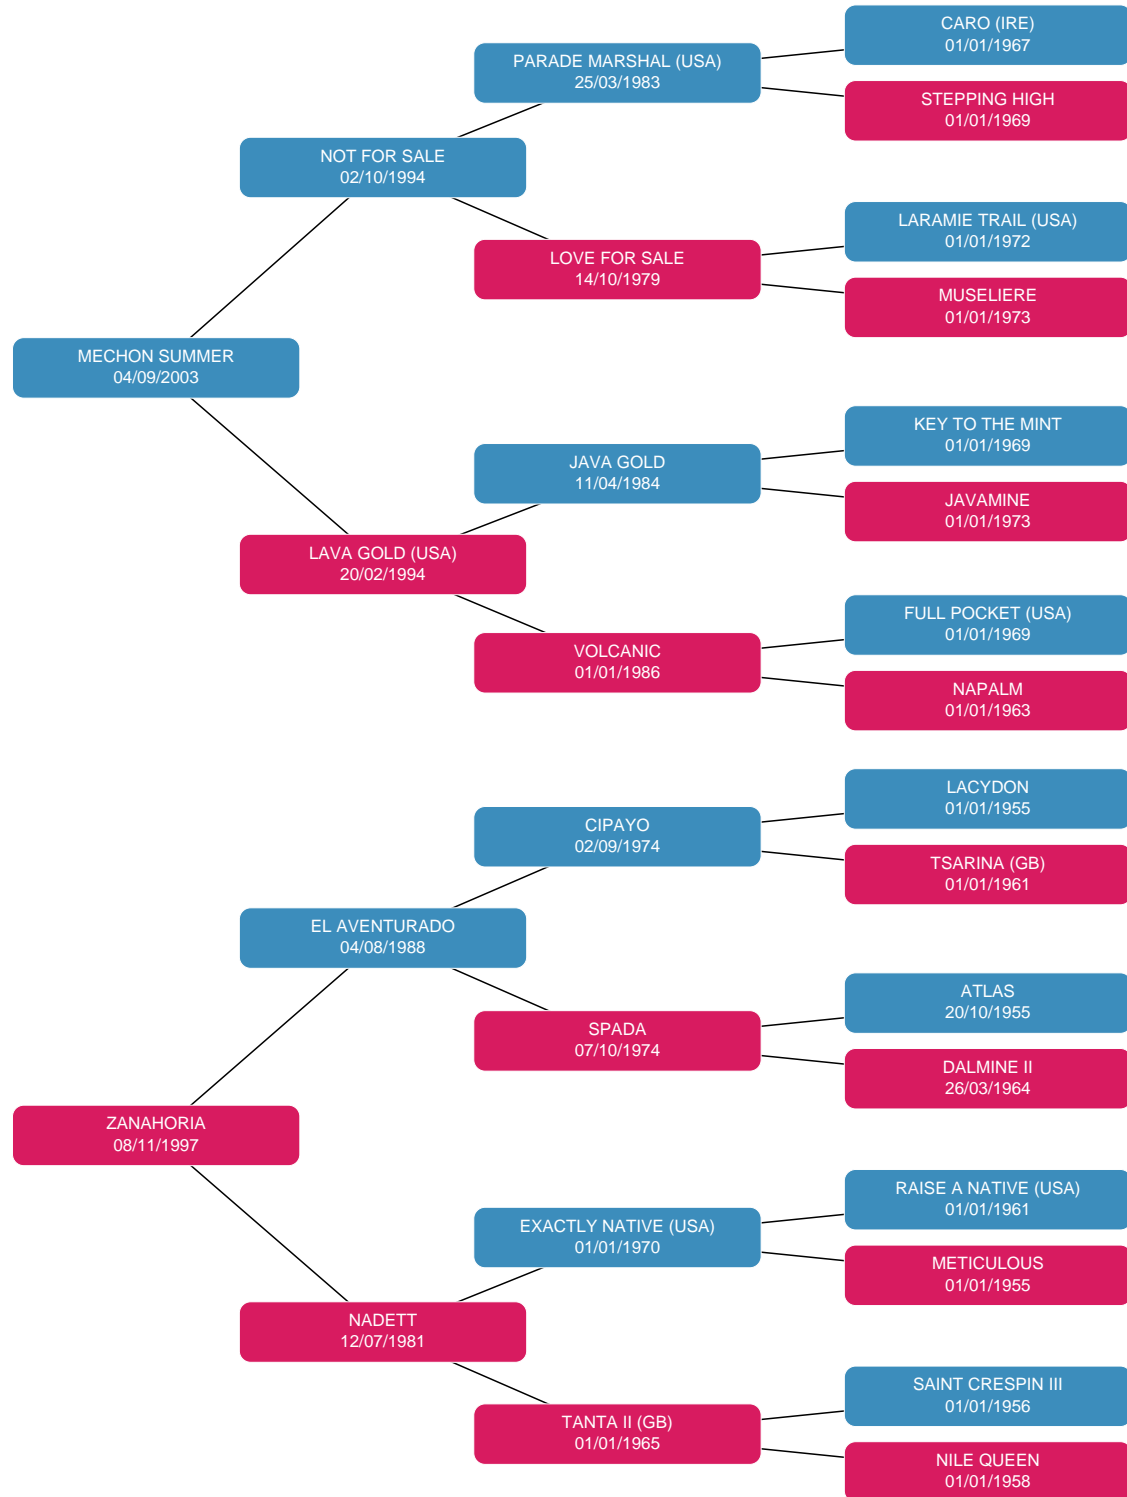 CARO (IRE)
01/01/1967
PARADE MARSHAL (USA)
25/03/1983
STEPPING HIGH
01/01/1969
NOT FOR SALE
02/10/1994
LARAMIE TRAIL (USA)
01/01/1972
LOVE FOR SALE
14/10/1979
MUSELIERE
01/01/1973
MECHON SUMMER
04/09/2003
KEY TO THE MINT
01/01/1969
JAVA GOLD
11/04/1984
JAVAMINE
01/01/1973
LAVA GOLD (USA)
20/02/1994
FULL POCKET (USA)
01/01/1969
VOLCANIC
01/01/1986
NAPALM
01/01/1963
LACYDON
01/01/1955
CIPAYO
02/09/1974
TSARINA (GB)
01/01/1961
EL AVENTURADO
04/08/1988
ATLAS
20/10/1955
SPADA
07/10/1974
DALMINE II
26/03/1964
ZANAHORIA
08/11/1997
RAISE A NATIVE (USA)
01/01/1961
EXACTLY NATIVE (USA)
01/01/1970
METICULOUS
01/01/1955
NADETT
12/07/1981
SAINT CRESPIN III
01/01/1956
TANTA II (GB)
01/01/1965
NILE QUEEN
01/01/1958